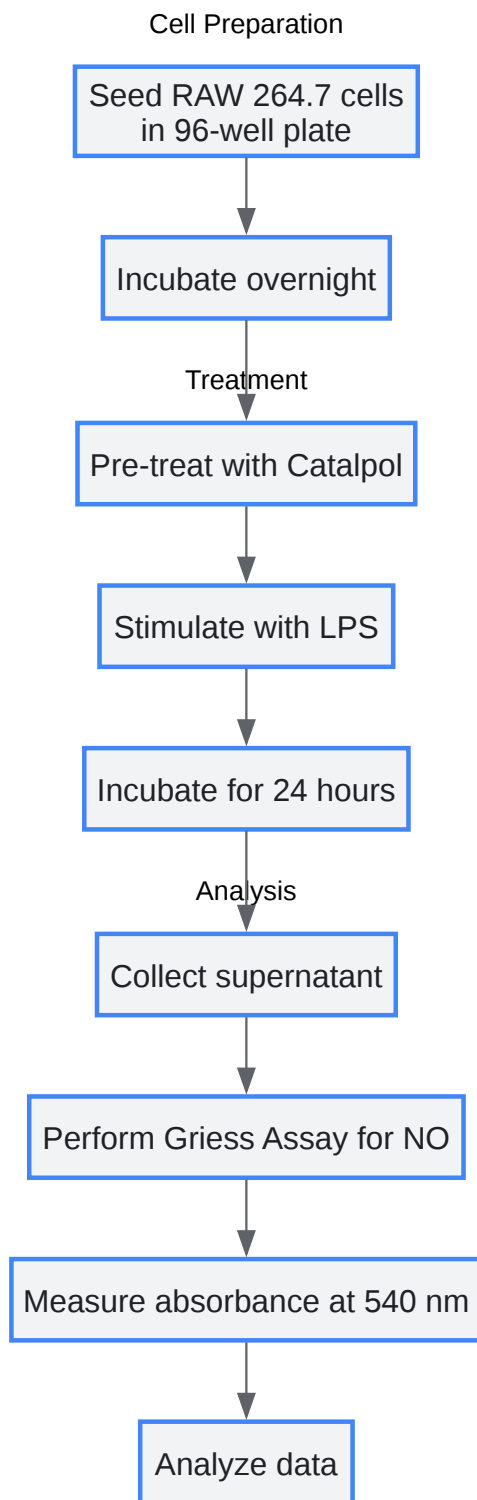 Cell Preparation
Seed RAW 264.7 cells
in 96-well plate
Incubate overnight
Treatment
Pre-treat with Catalpol
Stimulate with LPS
Incubate for 24 hours
Analysis
Collect supernatant
Perform Griess Assay for NO
Measure absorbance at 540 nm
Analyze data